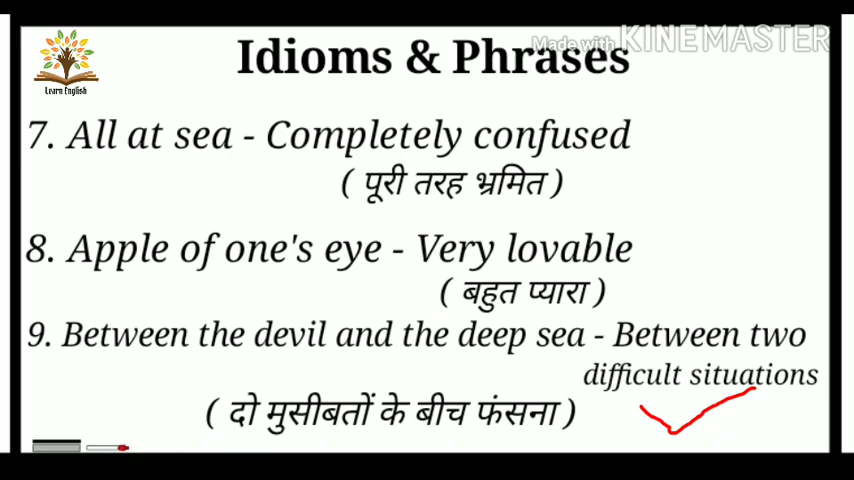 Made with KINEMASTER
Idioms & Phrases
Learn English
7. All at sea - Completely confused
( पूरी तरह भ्रमित )
8. Apple of one's eye - Very lovable
( बहुत प्यारा )
9. Between the devil and the deep sea - Between two
difficult situations
( दो मुसीबतों के बीच फंसना )